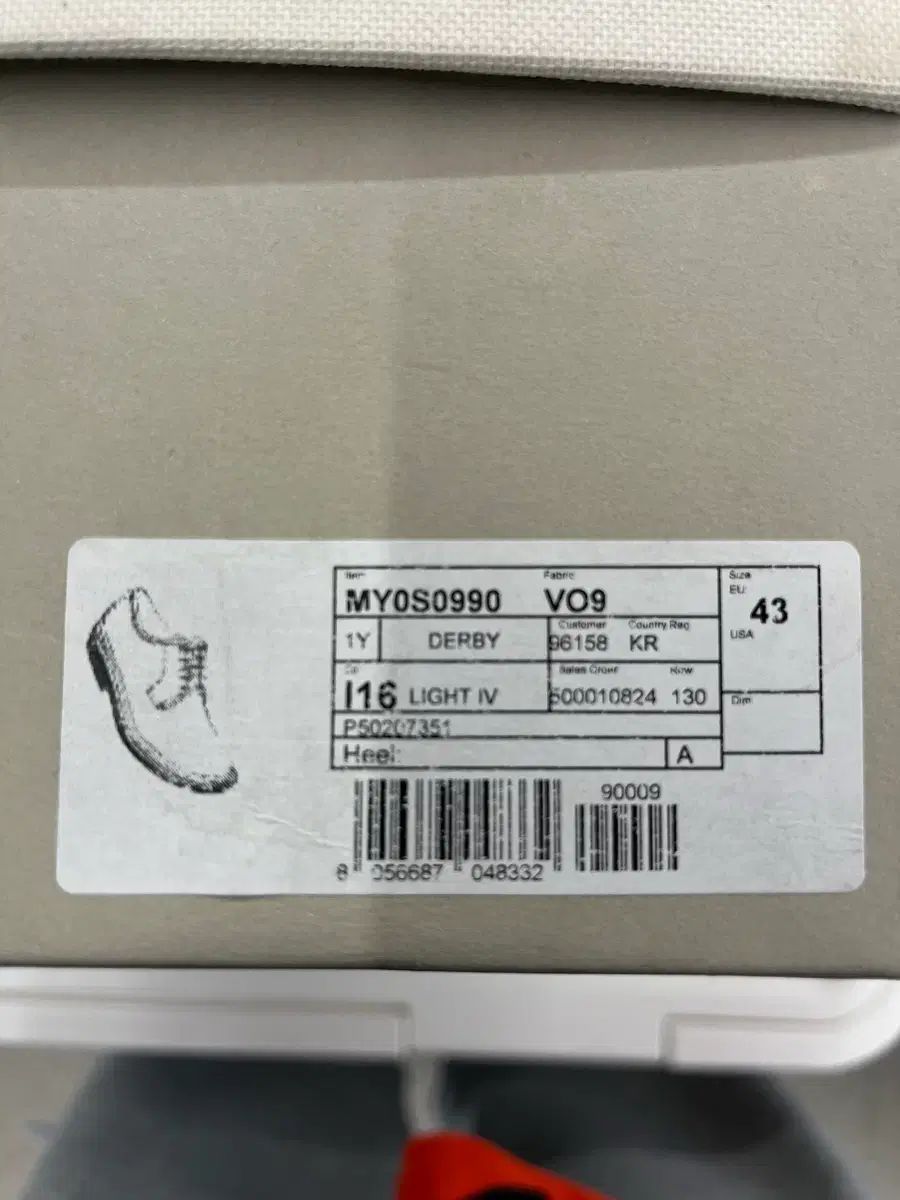 Item Fabric
MY0S0990 VO9
Size
EU
43
USA
1Y DERBY
Customer Country Req
96158 KR
I16 LIGHT IV
Sales Order Row
500010824 130
Dim
P50207351
Heel: A
90009
8 056687 048332